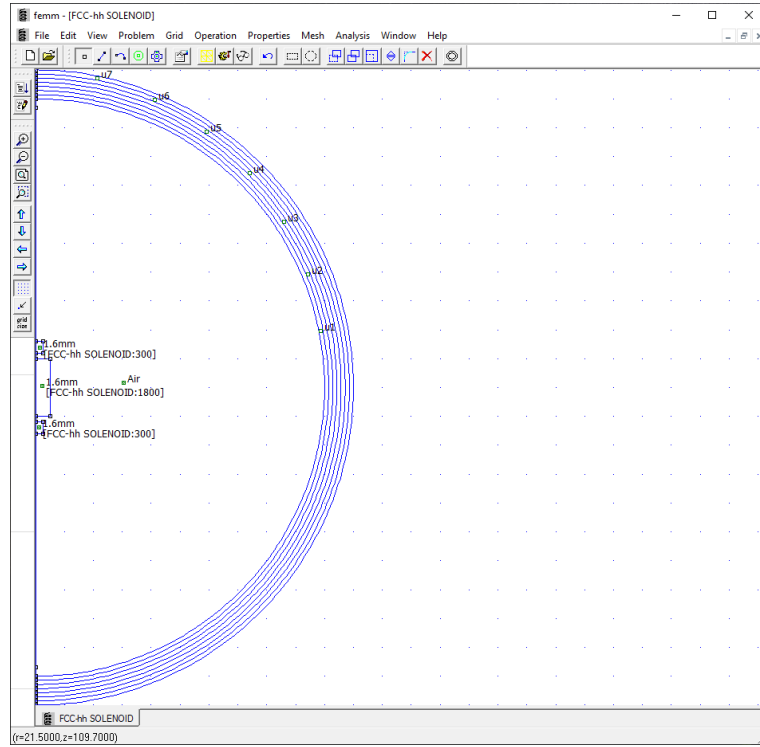 femm - [FCC-hh SOLENOID]
File Edit View Problem Grid Operation Properties Mesh Analysis Window Help
u7
u6
u5
u4
u3
u2
u1
1.6mm
[FCC-hh SOLENOID:300]
Air
1.6mm
[FCC-hh SOLENOID:1800]
1.6mm
[FCC-hh SOLENOID:300]
grid
size
FCC-hh SOLENOID
(r=21.5000,z=109.7000)